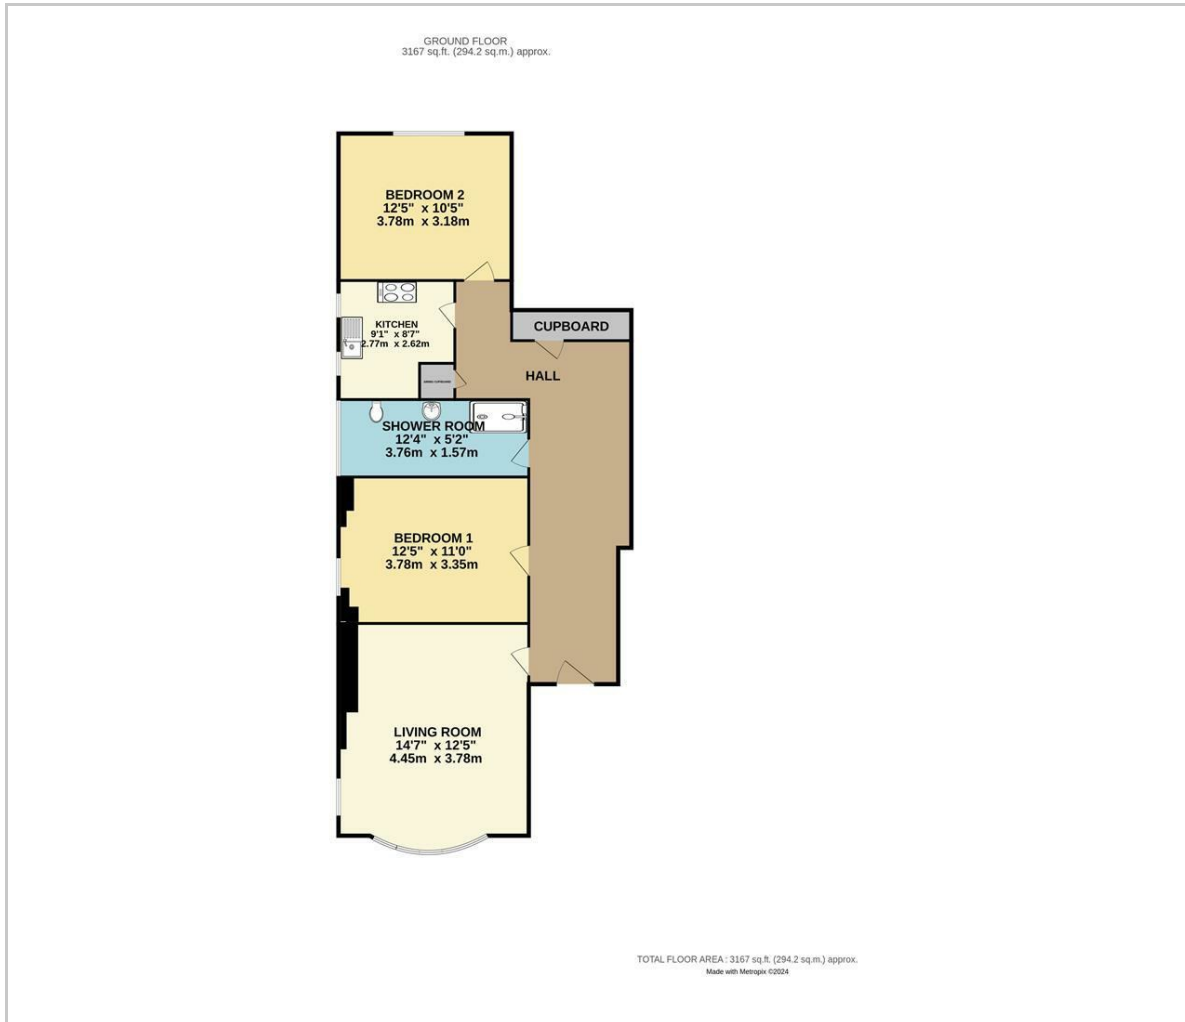 GROUND FLOOR
3167 sq.ft. (294.2 sq.m.) approx.
BEDROOM 2
12'5" x 10'5"
3.78m x 3.18m
KITCHEN
9'1" x 8'7"
2.77m x 2.62m
CUPBOARD
HALL
SHOWER ROOM
12'4" x 5'2"
3.76m x 1.57m
BEDROOM 1
12'5" x 11'0"
3.78m x 3.35m
LIVING ROOM
14'7" x 12'5"
4.45m x 3.78m
TOTAL FLOOR AREA : 3167 sq.ft. (294.2 sq.m.) approx.
Made with Metropix ©2024